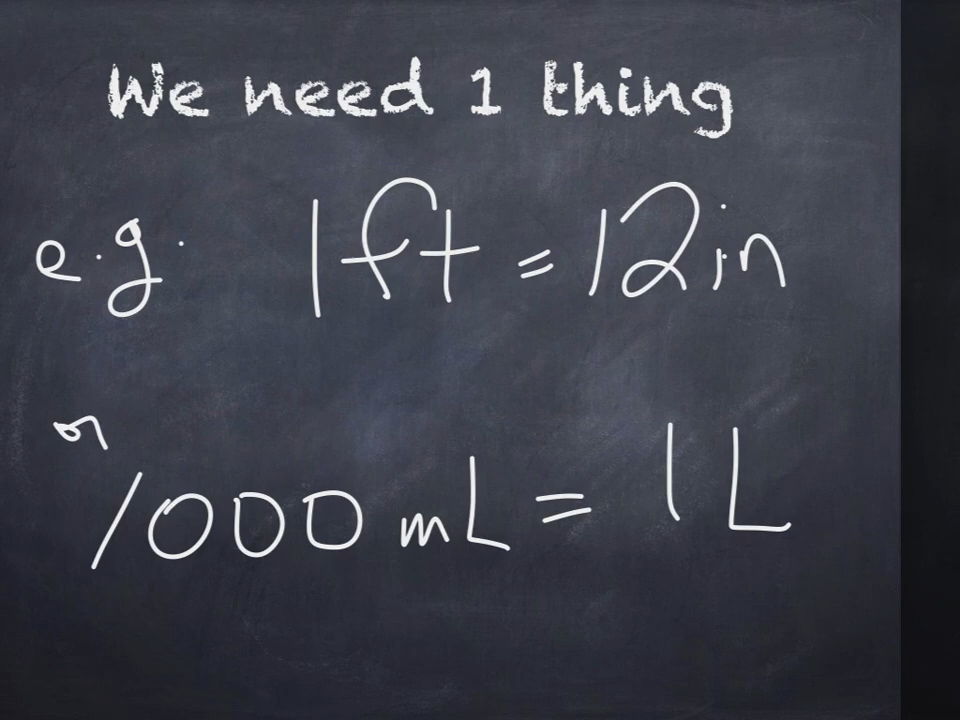 We need 1 thing
e.g. 1ft = 12in
or
1000 mL = 1 L